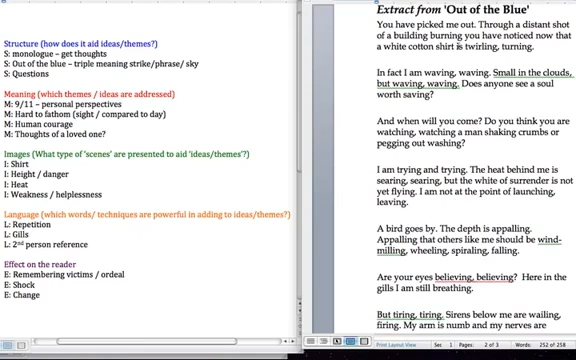 Structure (how does it aid ideas/themes?)
S: monologue – get thoughts
S: Out of the blue – triple meaning strike/phrase/ sky
S: Questions
Meaning (which themes / ideas are addressed)
M: 9/11 – personal perspectives
M: Hard to fathom (sight / compared to day)
M: Human courage
M: Thoughts of a loved one?
Images (What type of ‘scenes’ are presented to aid ‘ideas/themes’?)
I: Shirt
I: Height / danger
I: Heat
I: Weakness / helplessness
Language (which words/ techniques are powerful in adding to ideas/themes?)
L: Repetition
L: Gills
L: 2nd person reference
Effect on the reader
E: Remembering victims / ordeal
E: Shock
E: Change
Extract from 'Out of the Blue'
You have picked me out. Through a distant shot
of a building burning you have noticed now that
a white cotton shirt is twirling, turning.
In fact I am waving, waving. Small in the clouds,
but waving, waving. Does anyone see a soul
worth saving?
And when will you come? Do you think you are
watching, watching a man shaking crumbs or
pegging out washing?
I am trying and trying. The heat behind me is
searing, searing, but the white of surrender is not
yet flying. I am not at the point of launching,
leaving.
A bird goes by. The depth is appalling.
Appalling that others like me should be wind-
milling, wheeling, spiraling, falling.
Are your eyes believing, believing? Here in the
gills I am still breathing.
But tiring, tiring. Sirens below me are wailing,
firing. My arm is numb and my nerves are
Print Layout View Sec 1 Pages: 2 of 3 Words: 252 of 258